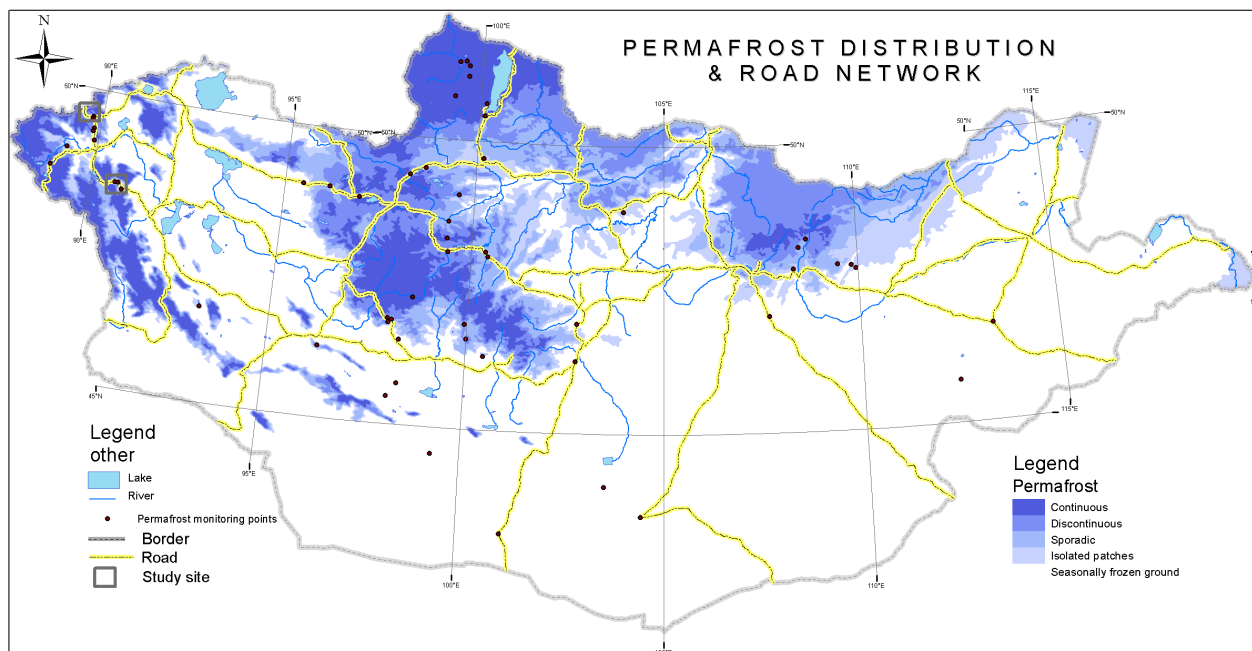 N
PERMAFROST DISTRIBUTION
& ROAD NETWORK
100°E
90°E
50°N
95°E
50°N
50°N
105°E
50°N
110°E
50°N
115°E
50°N
90°E
45°N
95°E
100°E
110°E
115°E
Legend
other
Lake
River
Permafrost monitoring points
Border
Road
Study site
Legend
Permafrost
Continuous
Discontinuous
Sporadic
Isolated patches
Seasonally frozen ground